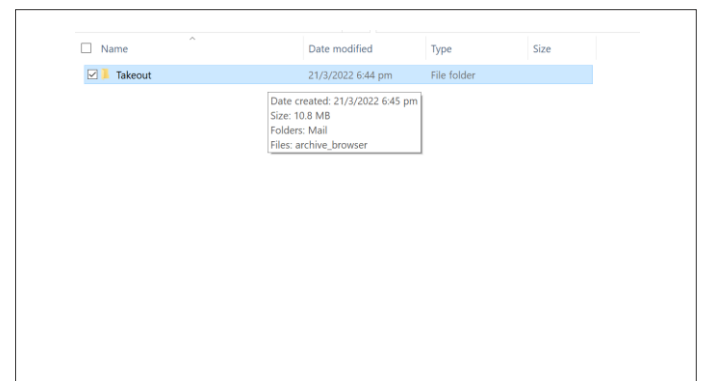 Name Date modified Type Size
Takeout 21/3/2022 6:44 pm File folder
Date created: 21/3/2022 6:45 pm
Size: 10.8 MB
Folders: Mail
Files: archive_browser